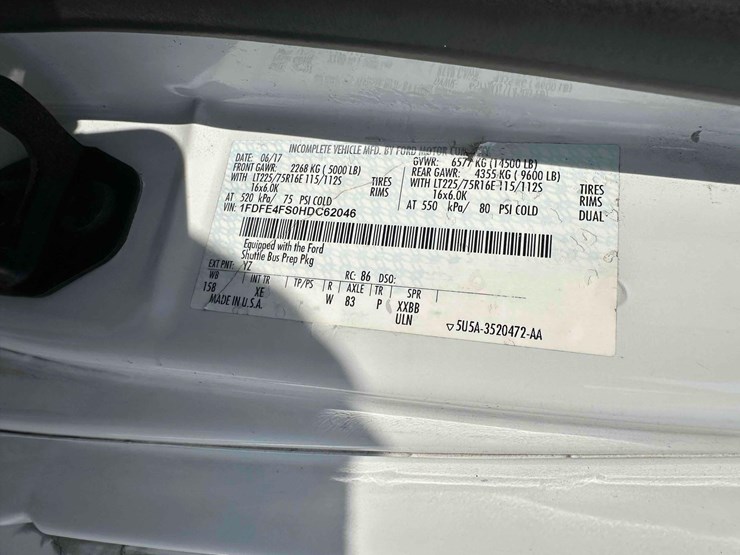 INCOMPLETE VEHICLE MFD. BY FORD MOTOR
DATE: 06/17 GVWR: 6577 KG (14500 LB)
FRONT GAWR: 2268 KG ( 5000 LB) REAR GAWR: 4355 KG ( 9600 LB)
WITH LT225/75R16E 115/112S TIRES WITH LT225/75R16E 115/112S TIRES
16x6.0K RIMS 16x6.0K RIMS
AT 520 kPa/ 75 PSI COLD AT 550 kPa/ 80 PSI COLD DUAL
VIN: 1FDFE4FS0HDC62046
Equipped with the Ford
Shuttle Bus Prep Pkg
EXT PNT: YZ RC: 86 DSO:
WB INT TR TP/PS R AXLE TR SPR
158 XE W 83 P XXBB
MADE IN U.S.A. ULN
5U5A-3520472-AA